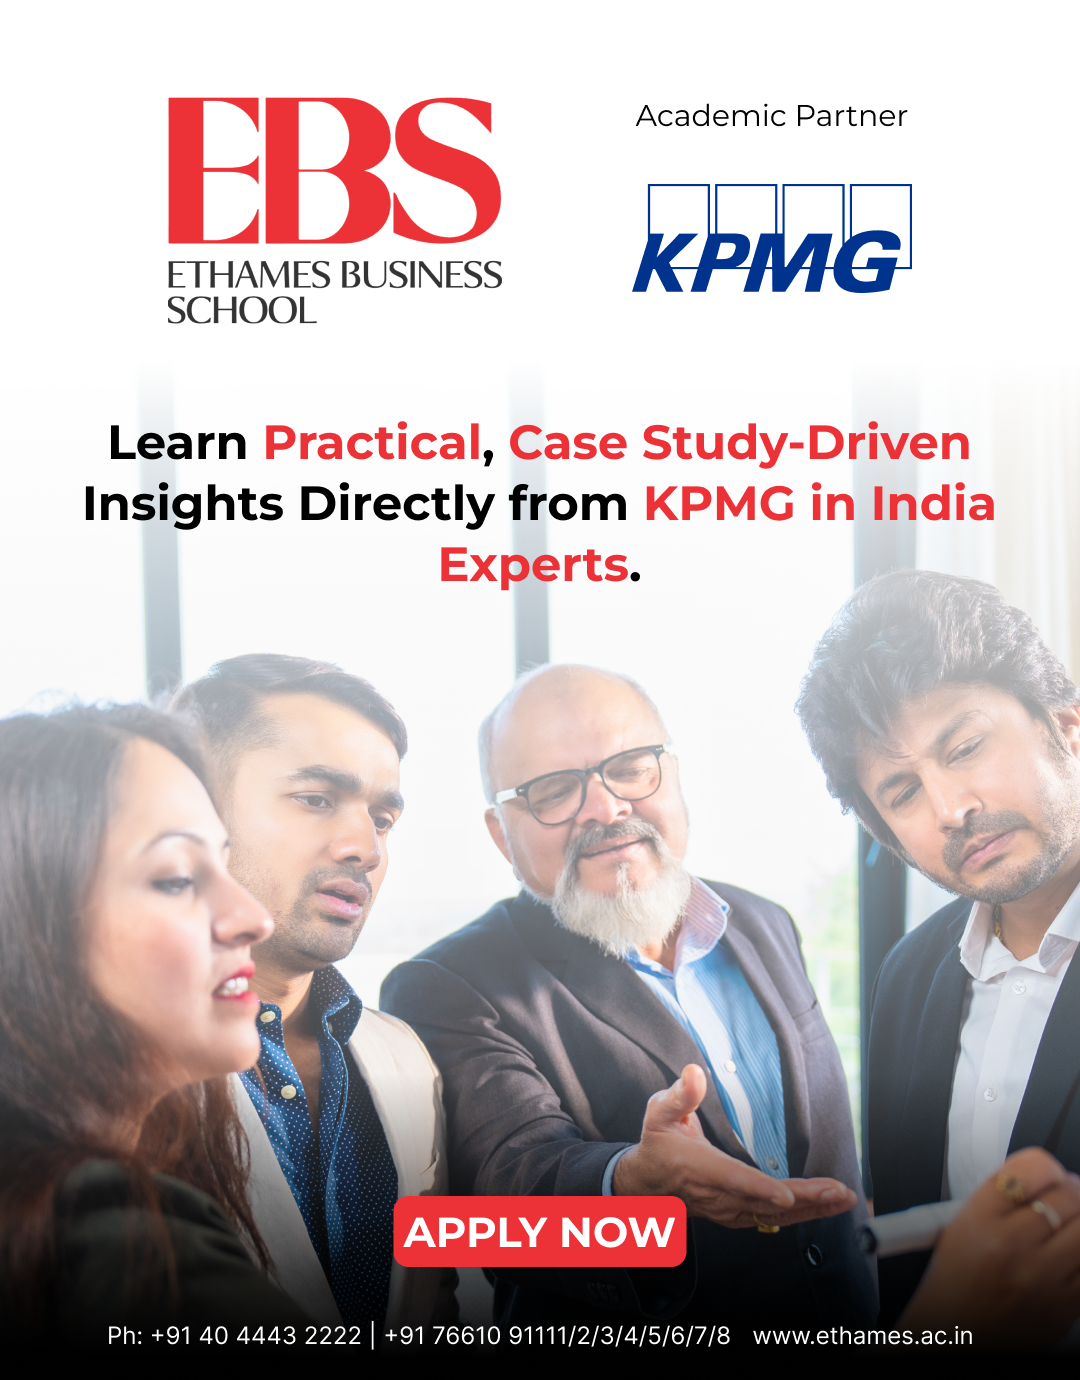 EBS
ETHAMES BUSINESS
SCHOOL
Academic Partner
KPMG
Learn Practical, Case Study-Driven
Insights Directly from KPMG in India
Experts.
APPLY NOW
Ph: +91 40 4443 2222 | +91 76610 91111/2/3/4/5/6/7/8 www.ethames.ac.in